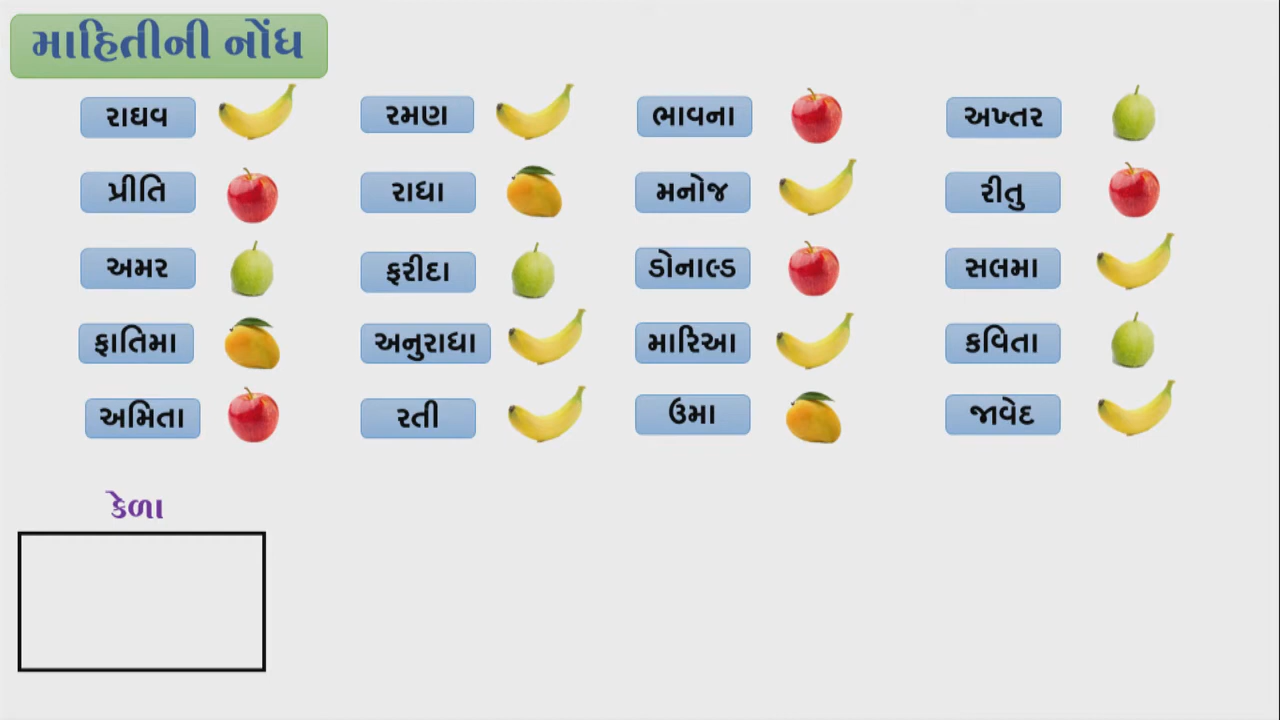 માહિતીની નોંધ
રાઘવ રમણ ભાવના અખ્તર
પ્રીતિ રાધા મનોજ રીતુ
અમર ફરીદા ડોનાલ્ડ સલમા
ફાતિમા અનુરાધા મારિઆ કવિતા
અમિતા રતી ઉમા જાવેદ
કેળા